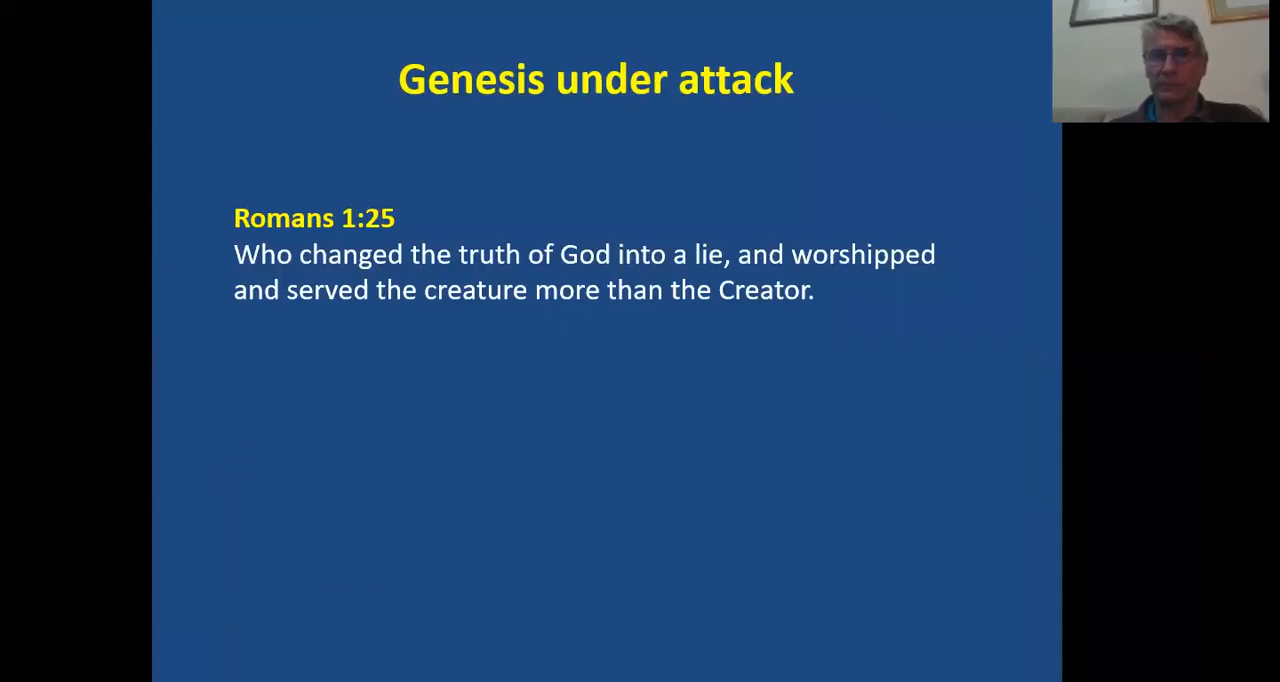 Genesis under attack
Romans 1:25
Who changed the truth of God into a lie, and worshipped
and served the creature more than the Creator.